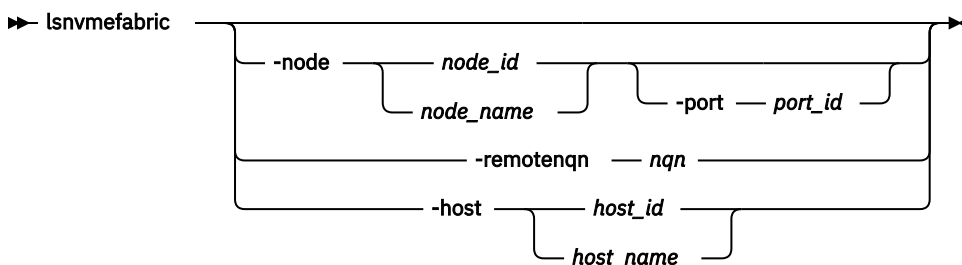 lsnvmefabric
-node node_id
node_name -port port_id
-remotenqn nqn
-host host_id
host_name